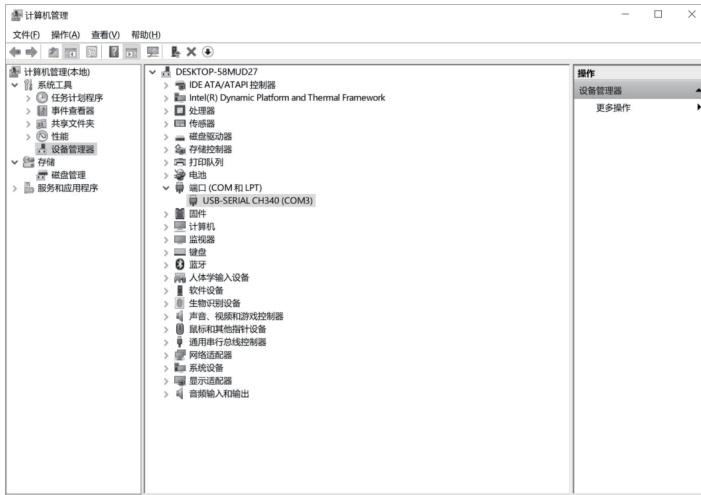 计算机管理
文件(F) 操作(A) 查看(V) 帮助(H)
计算机管理(本地)
系统工具
任务计划程序
事件查看器
共享文件夹
性能
设备管理器
存储
磁盘管理
服务和应用程序
DESKTOP-58MUD27
IDE ATA/ATAPI 控制器
Intel(R) Dynamic Platform and Thermal Framework
处理器
传感器
磁盘驱动器
存储控制器
打印队列
电池
端口 (COM 和 LPT)
USB-SERIAL CH340 (COM3)
固件
计算机
监视器
键盘
蓝牙
人体学输入设备
软件设备
生物识别设备
声音、视频和游戏控制器
鼠标和其他指针设备
通用串行总线控制器
网络适配器
系统设备
显示适配器
音频输入和输出
操作
设备管理器
更多操作